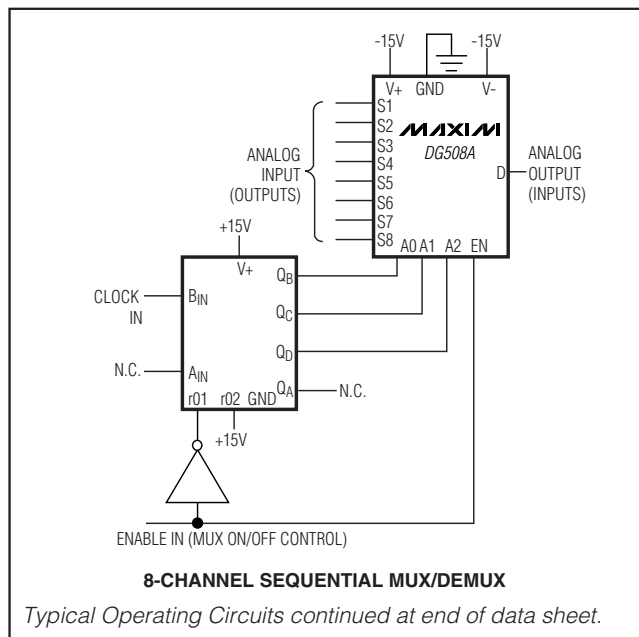 -15V -15V
V+ GND V-
S1
S2
S3
S4
S5
S6
S7
S8
MAXIM
DG508A
ANALOG
INPUT
(OUTPUTS)
D
ANALOG
OUTPUT
(INPUTS)
A0 A1 A2 EN
+15V
V+
CLOCK
IN
BIN
N.C.
AIN
QB
QC
QD
QA
N.C.
r01 r02 GND
+15V
ENABLE IN (MUX ON/OFF CONTROL)
8-CHANNEL SEQUENTIAL MUX/DEMUX
Typical Operating Circuits continued at end of data sheet.